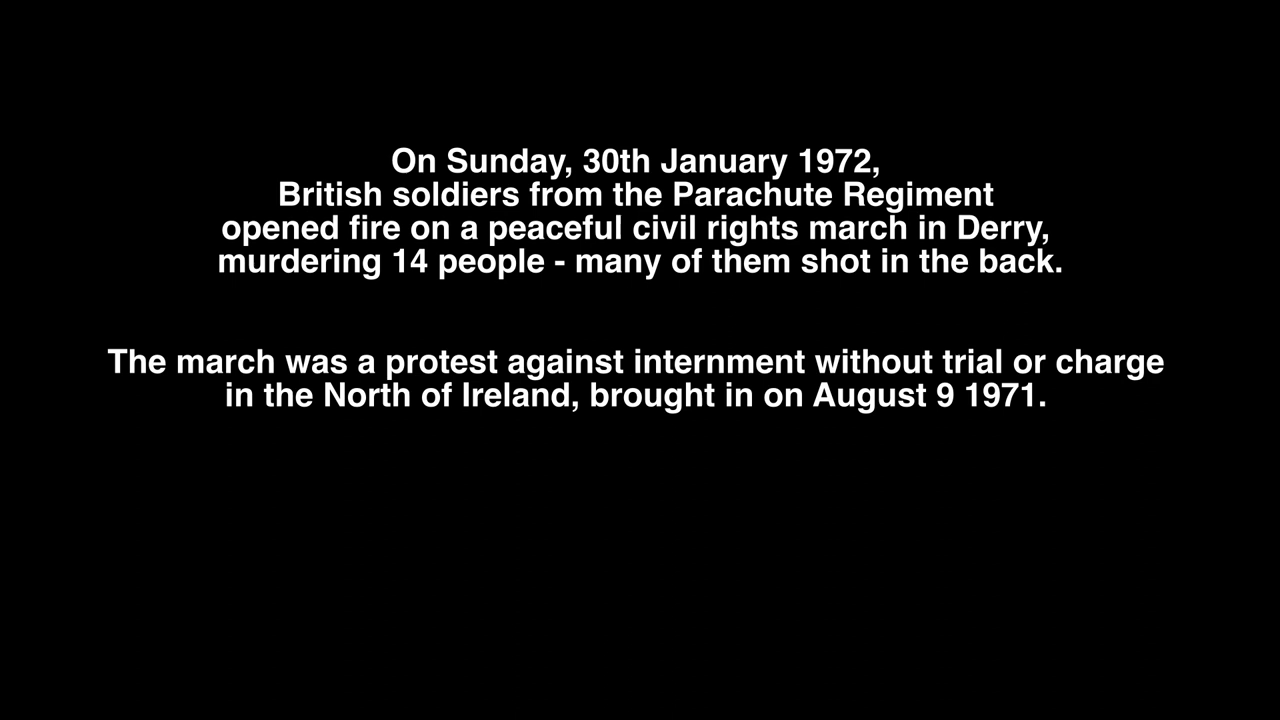 On Sunday, 30th January 1972,
British soldiers from the Parachute Regiment
opened fire on a peaceful civil rights march in Derry,
murdering 14 people - many of them shot in the back.
The march was a protest against internment without trial or charge
in the North of Ireland, brought in on August 9 1971.